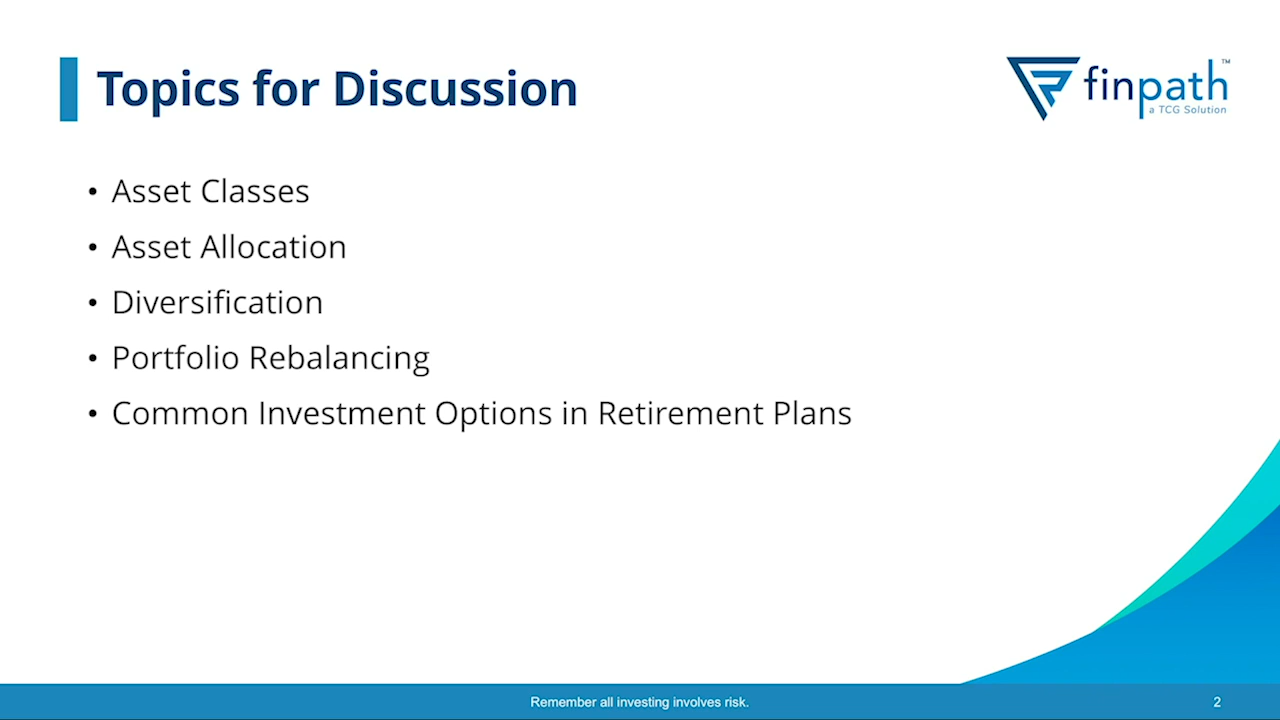 Topics for Discussion
finpath™
a TCG Solution
• Asset Classes
• Asset Allocation
• Diversification
• Portfolio Rebalancing
• Common Investment Options in Retirement Plans
Remember all investing involves risk.
2